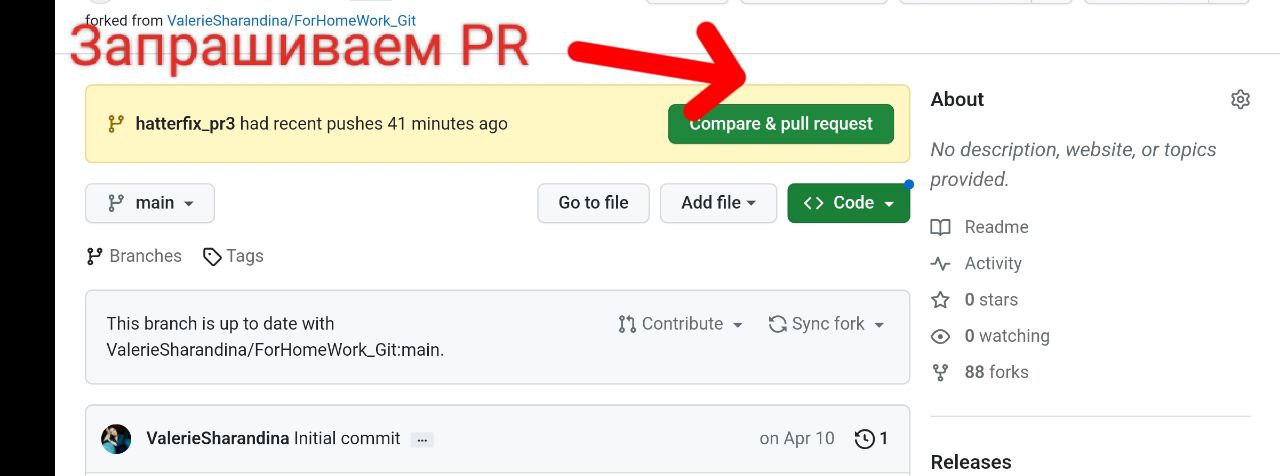 forked from ValerieSharandina/ForHomeWork_Git
Запрашиваем PR
hatterfix_pr3 had recent pushes 41 minutes ago
Compare & pull request
main
Go to file
Add file
Code
Branches
Tags
This branch is up to date with
ValerieSharandina/ForHomeWork_Git:main.
Contribute
Sync fork
ValerieSharandina Initial commit ...
on Apr 10
1
About
No description, website, or topics
provided.
Readme
Activity
0 stars
0 watching
88 forks
Releases